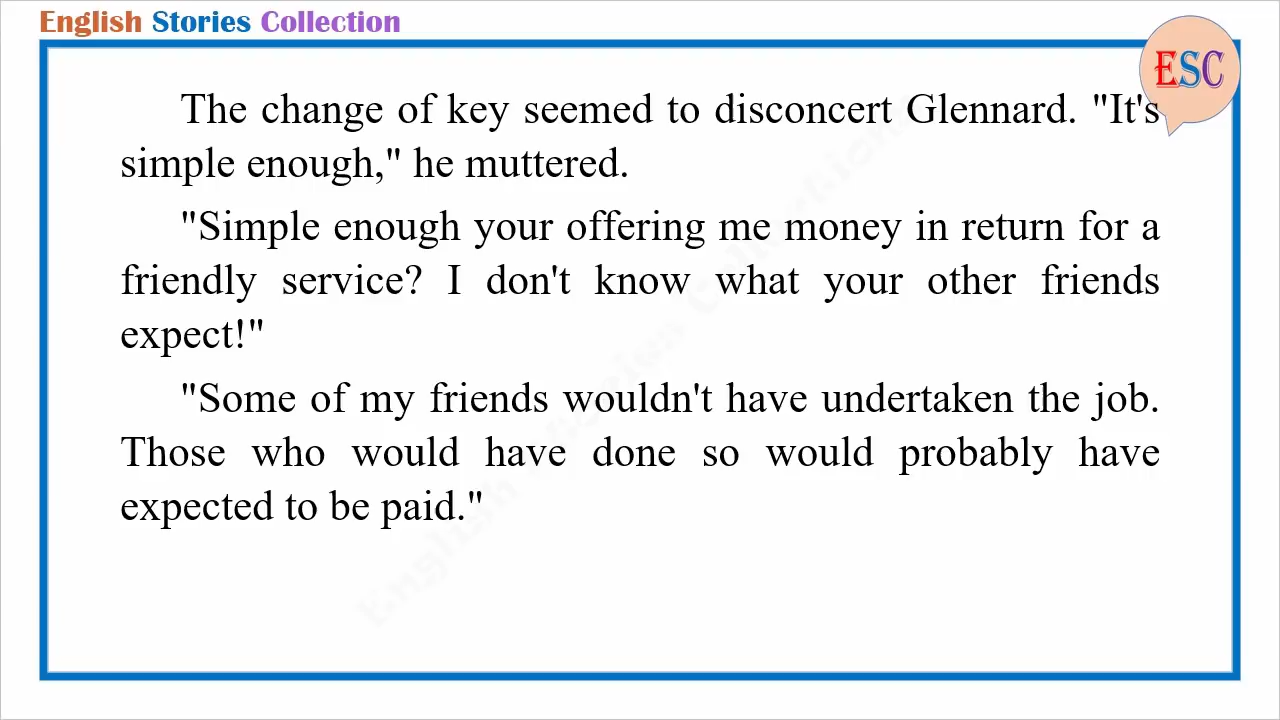 English Stories Collection
ESC
The change of key seemed to disconcert Glennard. "It's
simple enough," he muttered.
"Simple enough your offering me money in return for a
friendly service? I don't know what your other friends
expect!"
"Some of my friends wouldn't have undertaken the job.
Those who would have done so would probably have
expected to be paid."
English Stories Collection